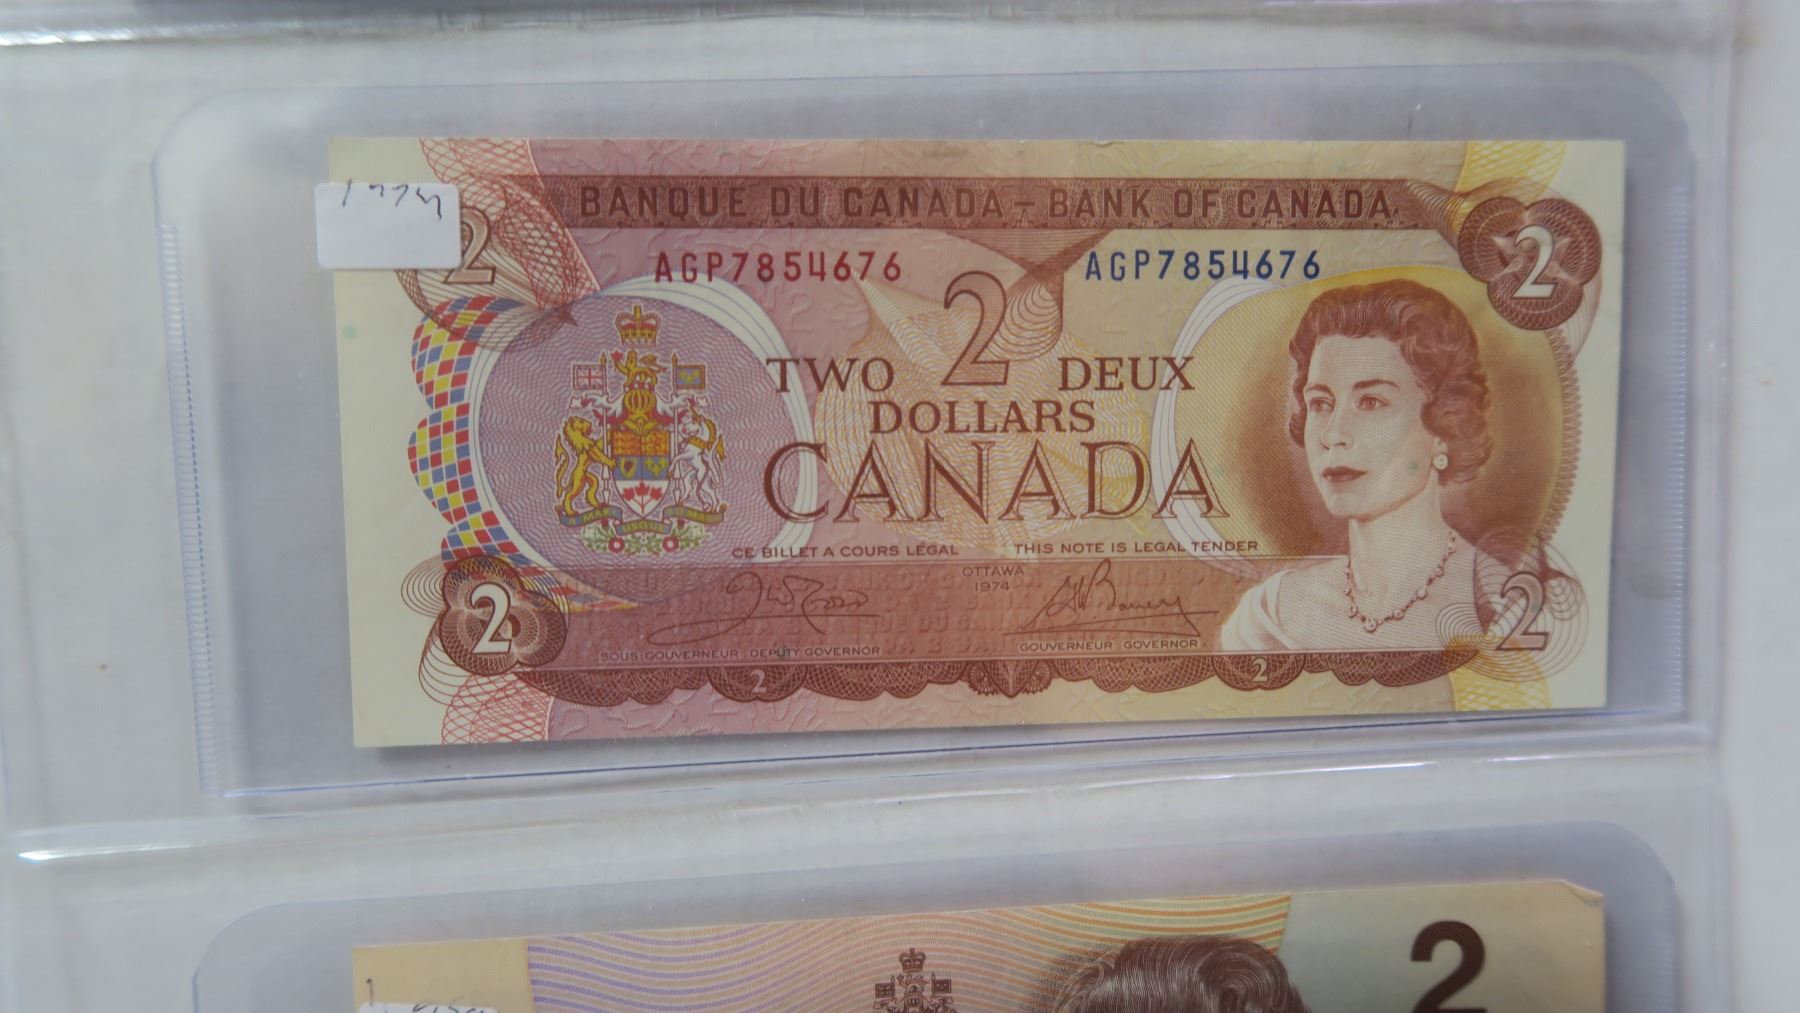 1974
BANQUE DU CANADA – BANK OF CANADA
2 2
AGP7854676 AGP7854676
2
TWO DEUX
DOLLARS
CANADA
A MARI USQUE
CE BILLET A COURS LÉGAL THIS NOTE IS LEGAL TENDER
OTTAWA
1974
2 2
SOUS-GOUVERNEUR DEPUTY GOVERNOR GOUVERNEUR GOVERNOR
2 2
2